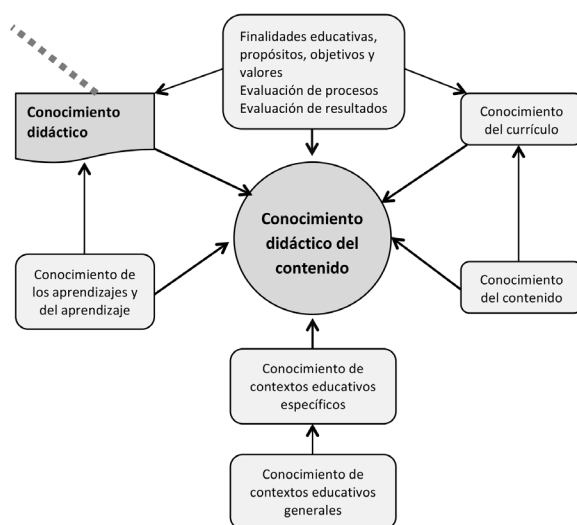 Finalidades educativas,
propósitos, objetivos y
valores
Evaluación de procesos
Evaluación de resultados
Conocimiento
didáctico
Conocimiento
del currículo
Conocimiento
didáctico del
contenido
Conocimiento de
los aprendizajes y
del aprendizaje
Conocimiento
del contenido
Conocimiento de
contextos educativos
específicos
Conocimiento de
contextos educativos
generales